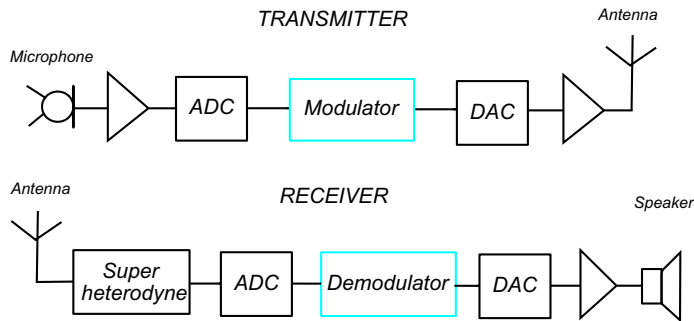 TRANSMITTER
Antenna
Microphone
ADC
Modulator
DAC
RECEIVER
Antenna
Speaker
Super
heterodyne
ADC
Demodulator
DAC